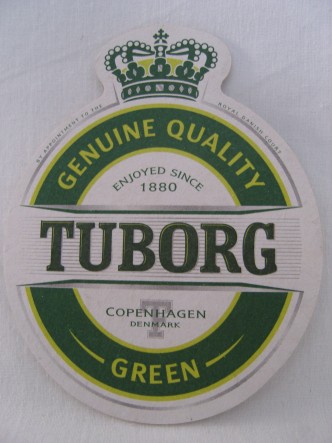 BY APPOINTMENT TO THE ROYAL DANISH COURT
GENUINE QUALITY
ENJOYED SINCE
1880
TUBORG
T
COPENHAGEN
DENMARK
GREEN